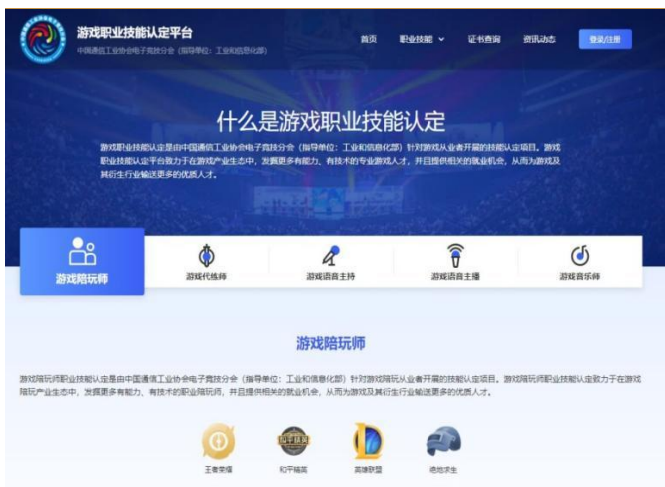 游戏职业技能认定平台
中国通信工业协会电子竞技分会（指导单位：工业和信息化部）
首页 职业技能 证书查询 资讯动态 登录/注册
什么是游戏职业技能认定
游戏职业技能认定是由中国通信工业协会电子竞技分会（指导单位：工业和信息化部）针对游戏从业者开展的技能认定项目。游戏
职业技能认定平台致力于在游戏产业生态中，发掘更多有能力、有技术的专业游戏人才，并且提供相关的就业机会，从而为游戏及
其衍生行业输送更多的优质人才。
游戏陪玩师 游戏代练师 游戏语音主持 游戏语音主播 游戏音乐师
游戏陪玩师
游戏陪玩师职业技能认定是由中国通信工业协会电子竞技分会（指导单位：工业和信息化部）针对游戏陪玩从业者开展的技能认定项目。游戏陪玩师职业技能认定致力于在游戏
陪玩产业生态中，发掘更多有能力、有技术的职业陪玩师，并且提供相关的就业机会，从而为游戏及其衍生行业输送更多的优质人才。
和平精英
王者荣耀 和平精英 英雄联盟 绝地求生